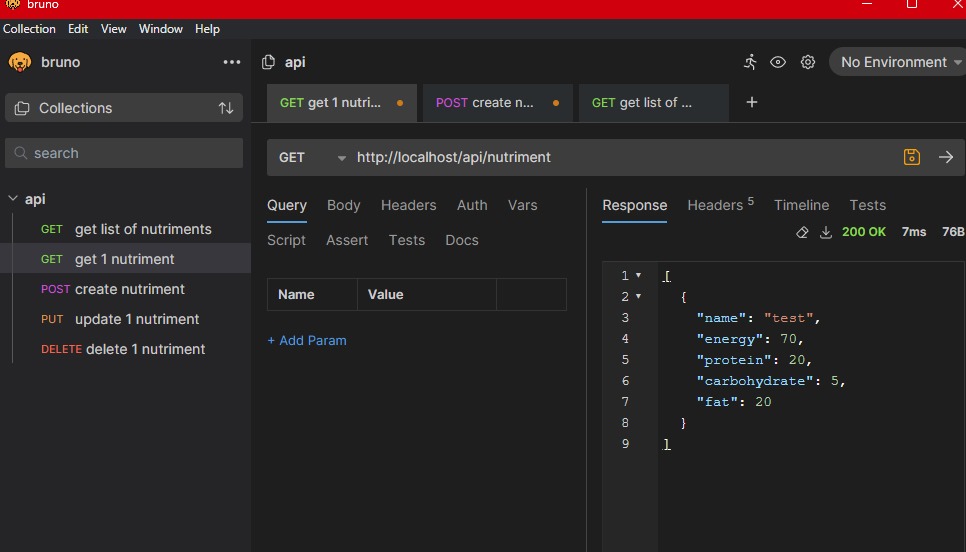 bruno
Collection Edit View Window Help
bruno
Collections
search
api
GET get list of nutriments
GET get 1 nutriment
POST create nutriment
PUT update 1 nutriment
DELETE delete 1 nutriment
api
No Environment
GET get 1 nutri...
POST create n...
GET get list of ...
+
GET http://localhost/api/nutriment
Query Body Headers Auth Vars
Script Assert Tests Docs
Name Value
+ Add Param
Response Headers 5 Timeline Tests
200 OK 7ms 76B
1 [
2 {
3 "name": "test",
4 "energy": 70,
5 "protein": 20,
6 "carbohydrate": 5,
7 "fat": 20
8 }
9 ]